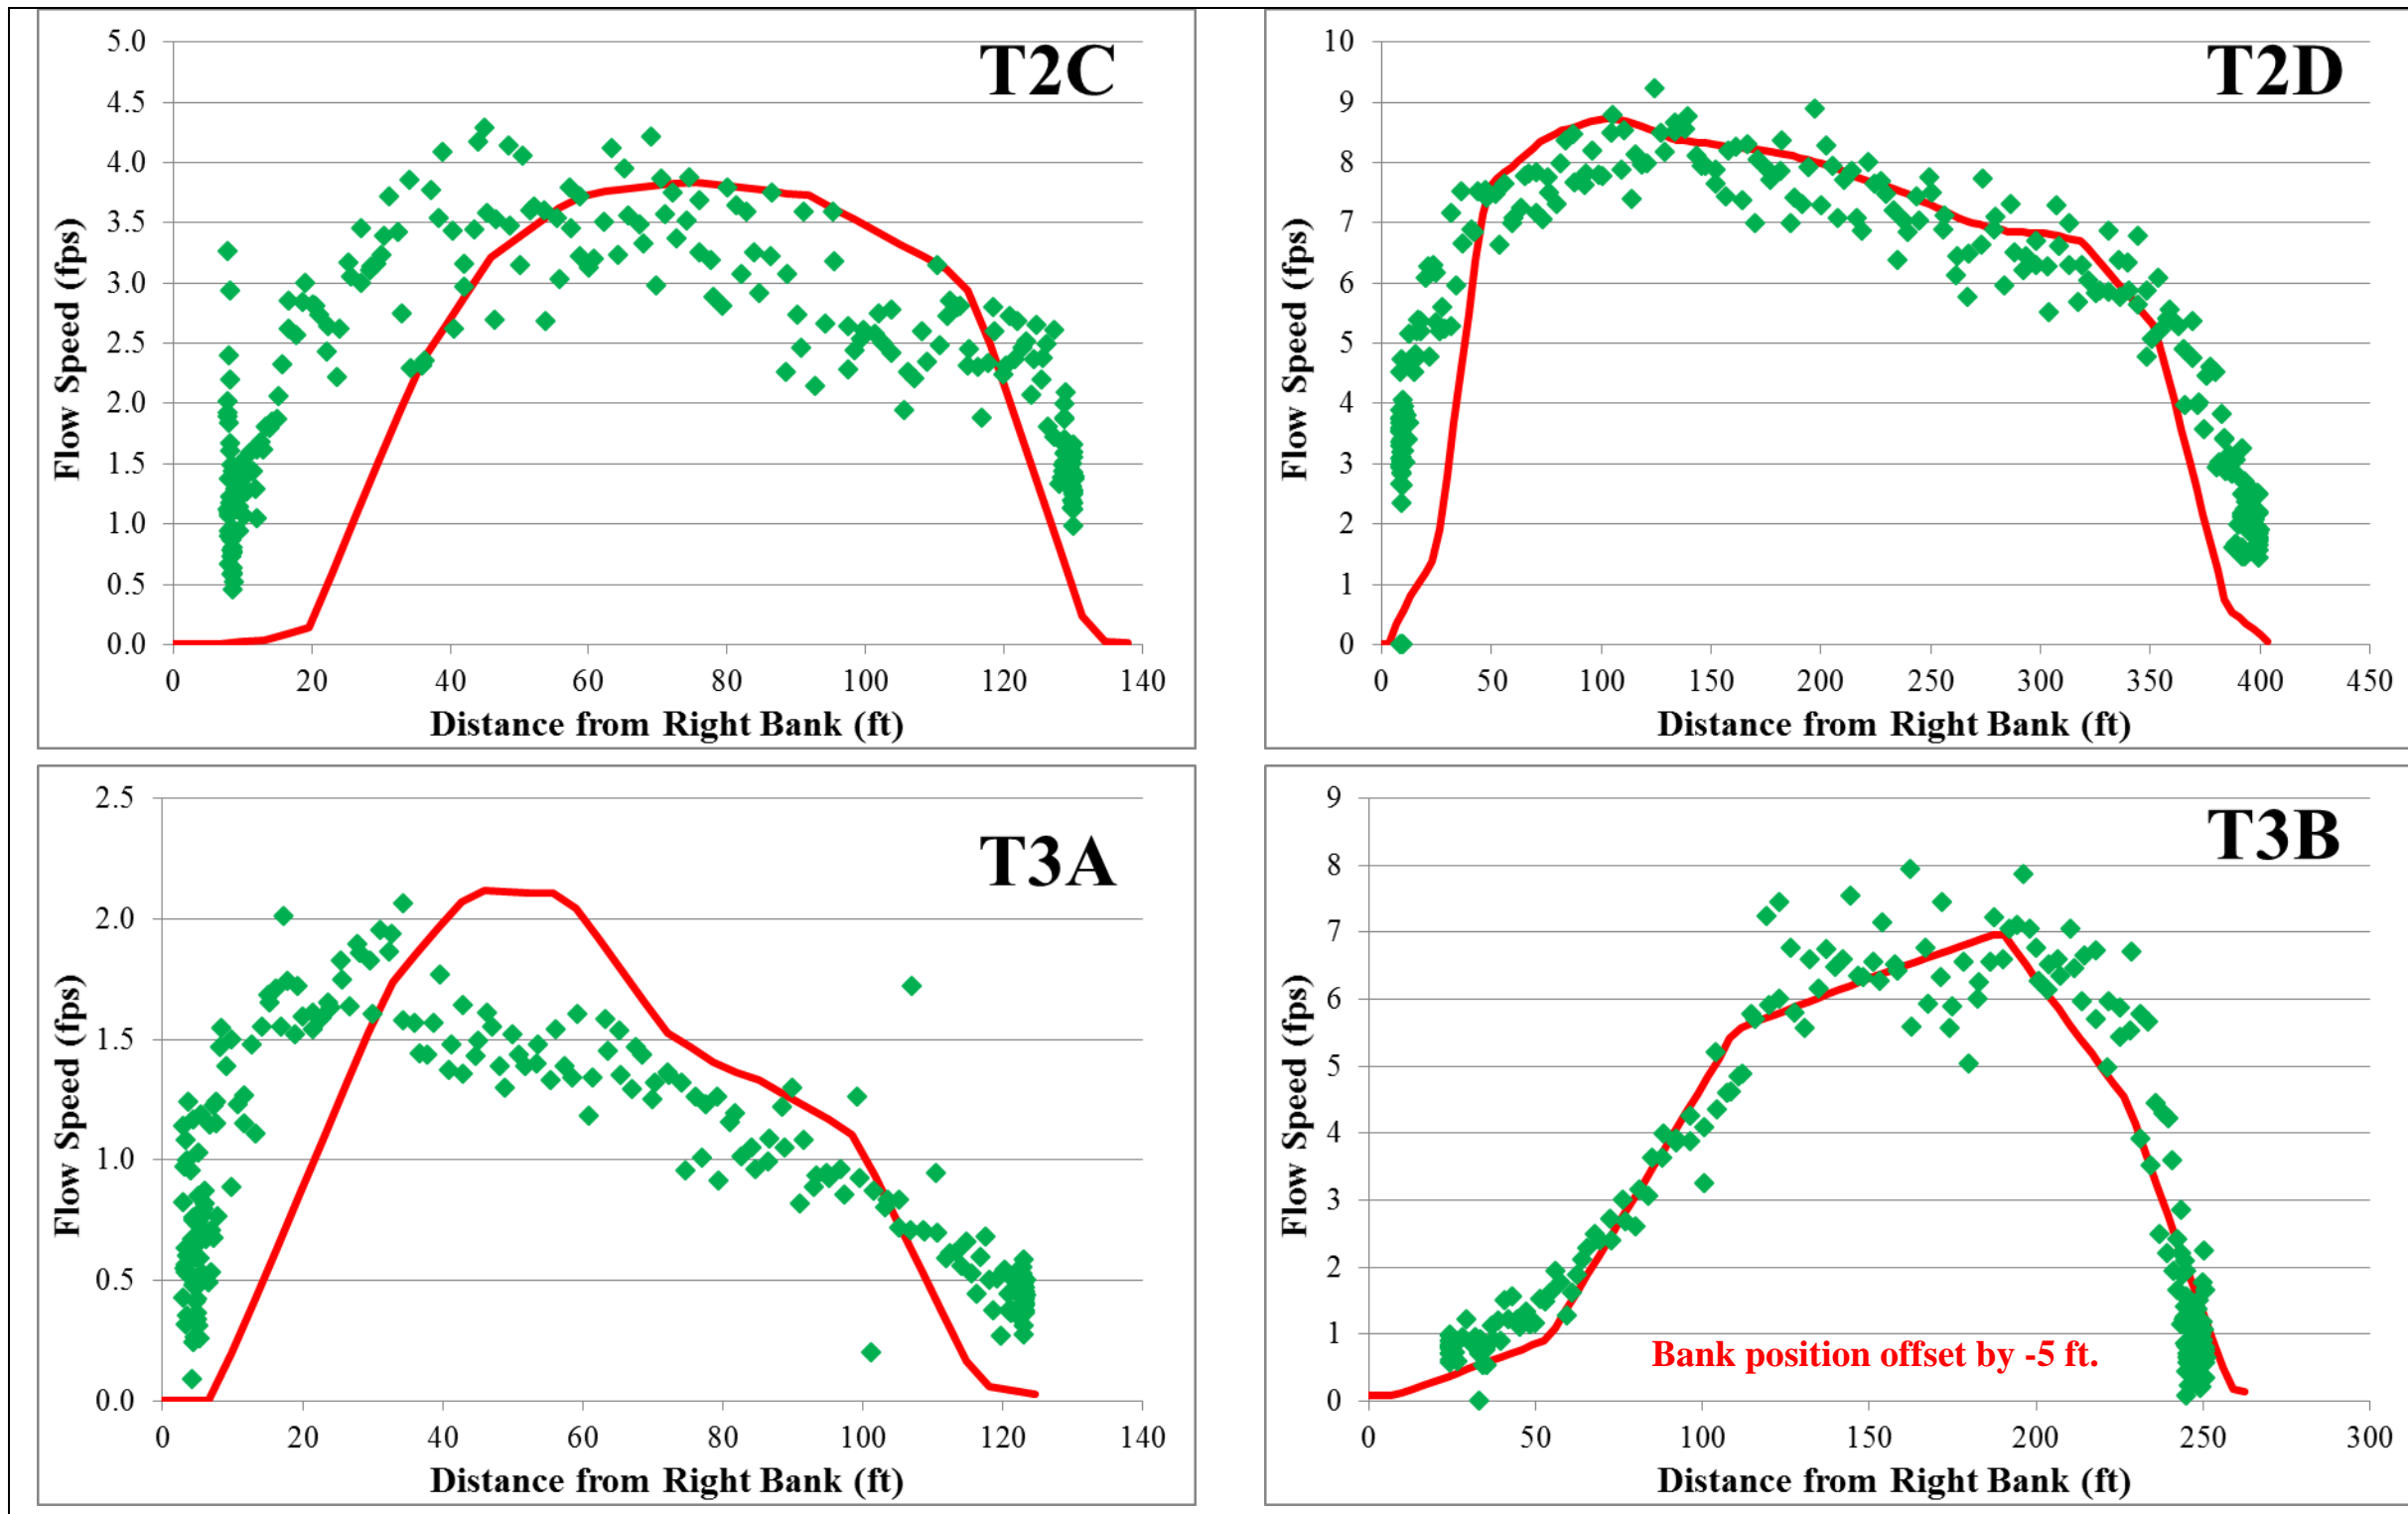 T2C
5.0
4.5
4.0
3.5
3.0
2.5
2.0
1.5
1.0
0.5
0.0
Flow Speed (fps)
0 20 40 60 80 100 120 140
Distance from Right Bank (ft)
T2D
10
9
8
7
6
5
4
3
2
1
0
Flow Speed (fps)
0 50 100 150 200 250 300 350 400 450
Distance from Right Bank (ft)
T3A
2.5
2.0
1.5
1.0
0.5
0.0
Flow Speed (fps)
0 20 40 60 80 100 120 140
Distance from Right Bank (ft)
T3B
9
8
7
6
5
4
3
2
1
0
Flow Speed (fps)
Bank position offset by -5 ft.
0 50 100 150 200 250 300
Distance from Right Bank (ft)